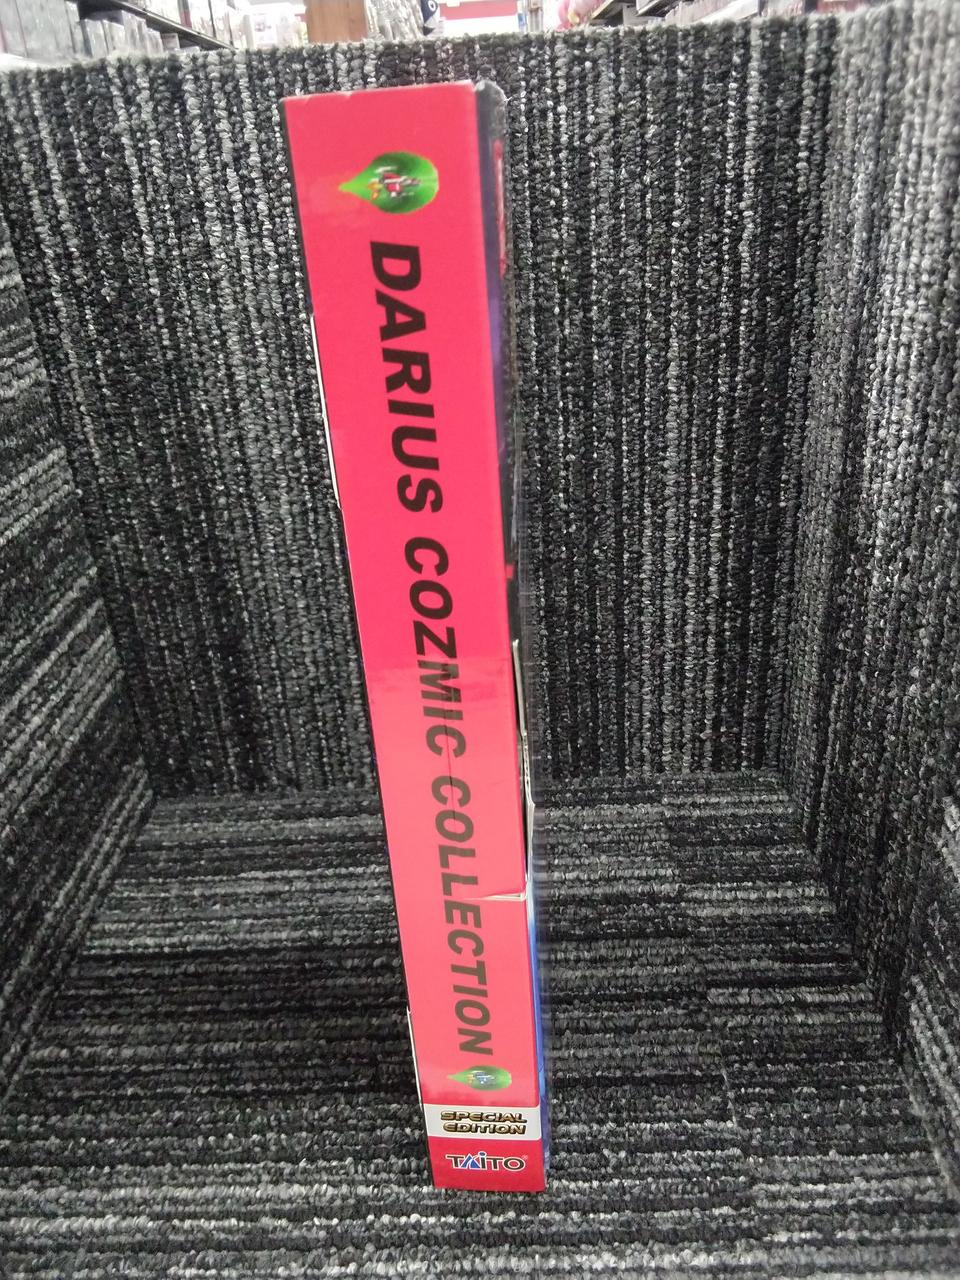 DARIUS COZMIC COLLECTION
SPECIAL
EDITION
TAITO®